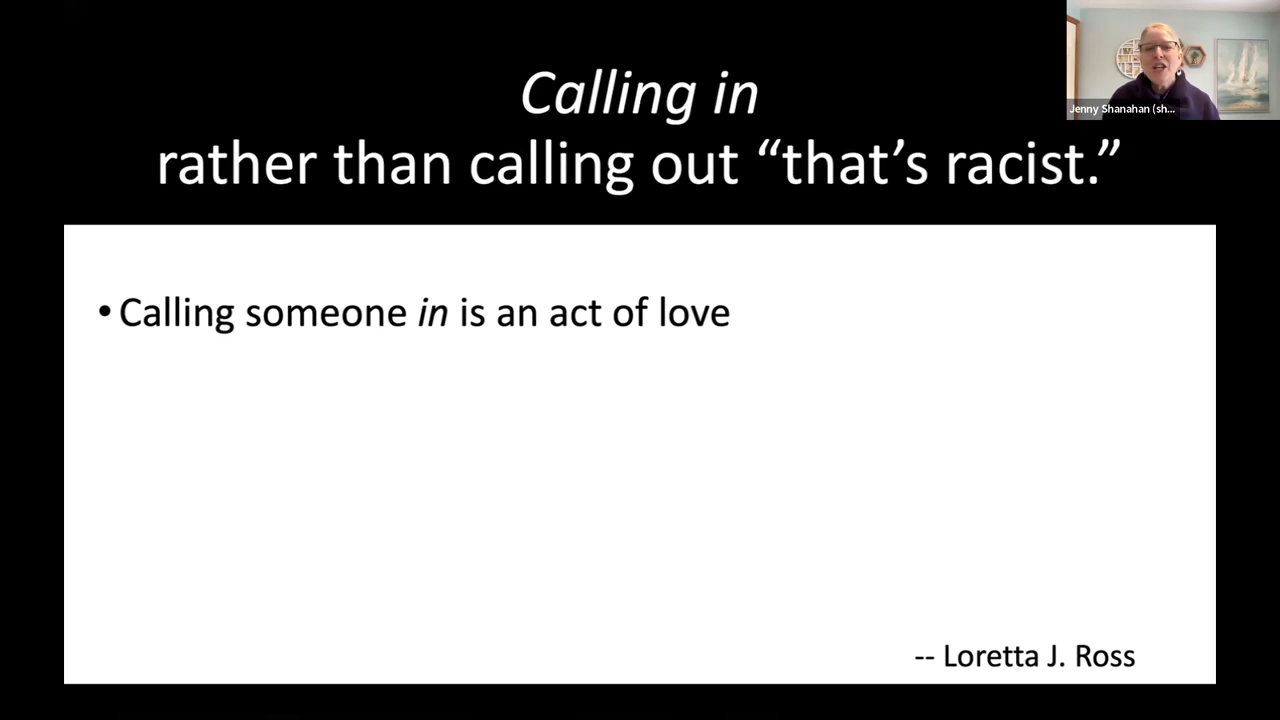 Calling in
rather than calling out “that’s racist.”
Jenny Shanahan (sh...
• Calling someone in is an act of love
-- Loretta J. Ross